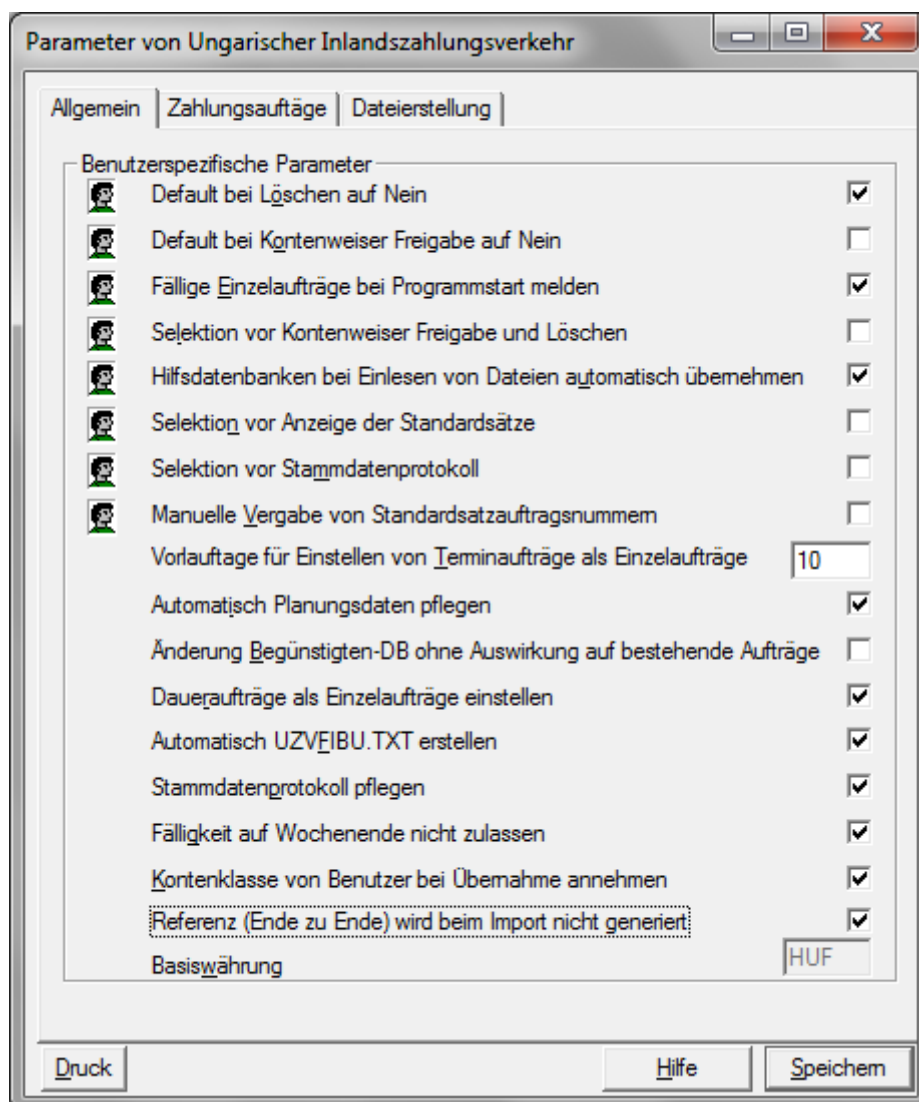 Parameter von Ungarischer Inlandszahlungsverkehr
Allgemein Zahlungsauftäge Dateierstellung
Benutzerspezifische Parameter
Default bei Löschen auf Nein
Default bei Kontenweiser Freigabe auf Nein
Fällige Einzelaufträge bei Programmstart melden
Selektion vor Kontenweiser Freigabe und Löschen
Hilfsdatenbanken bei Einlesen von Dateien automatisch übernehmen
Selektion vor Anzeige der Standardsätze
Selektion vor Stammdatenprotokoll
Manuelle Vergabe von Standardsatzauftragsnummern
Vorlauftage für Einstellen von Terminaufträge als Einzelaufträge 10
Automatisch Planungsdaten pflegen
Änderung Begünstigten-DB ohne Auswirkung auf bestehende Aufträge
Daueraufträge als Einzelaufträge einstellen
Automatisch UZVFIBU.TXT erstellen
Stammdatenprotokoll pflegen
Fälligkeit auf Wochenende nicht zulassen
Kontenklasse von Benutzer bei Übernahme annehmen
Referenz (Ende zu Ende) wird beim Import nicht generiert
Basiswährung HUF
Druck Hilfe Speichern